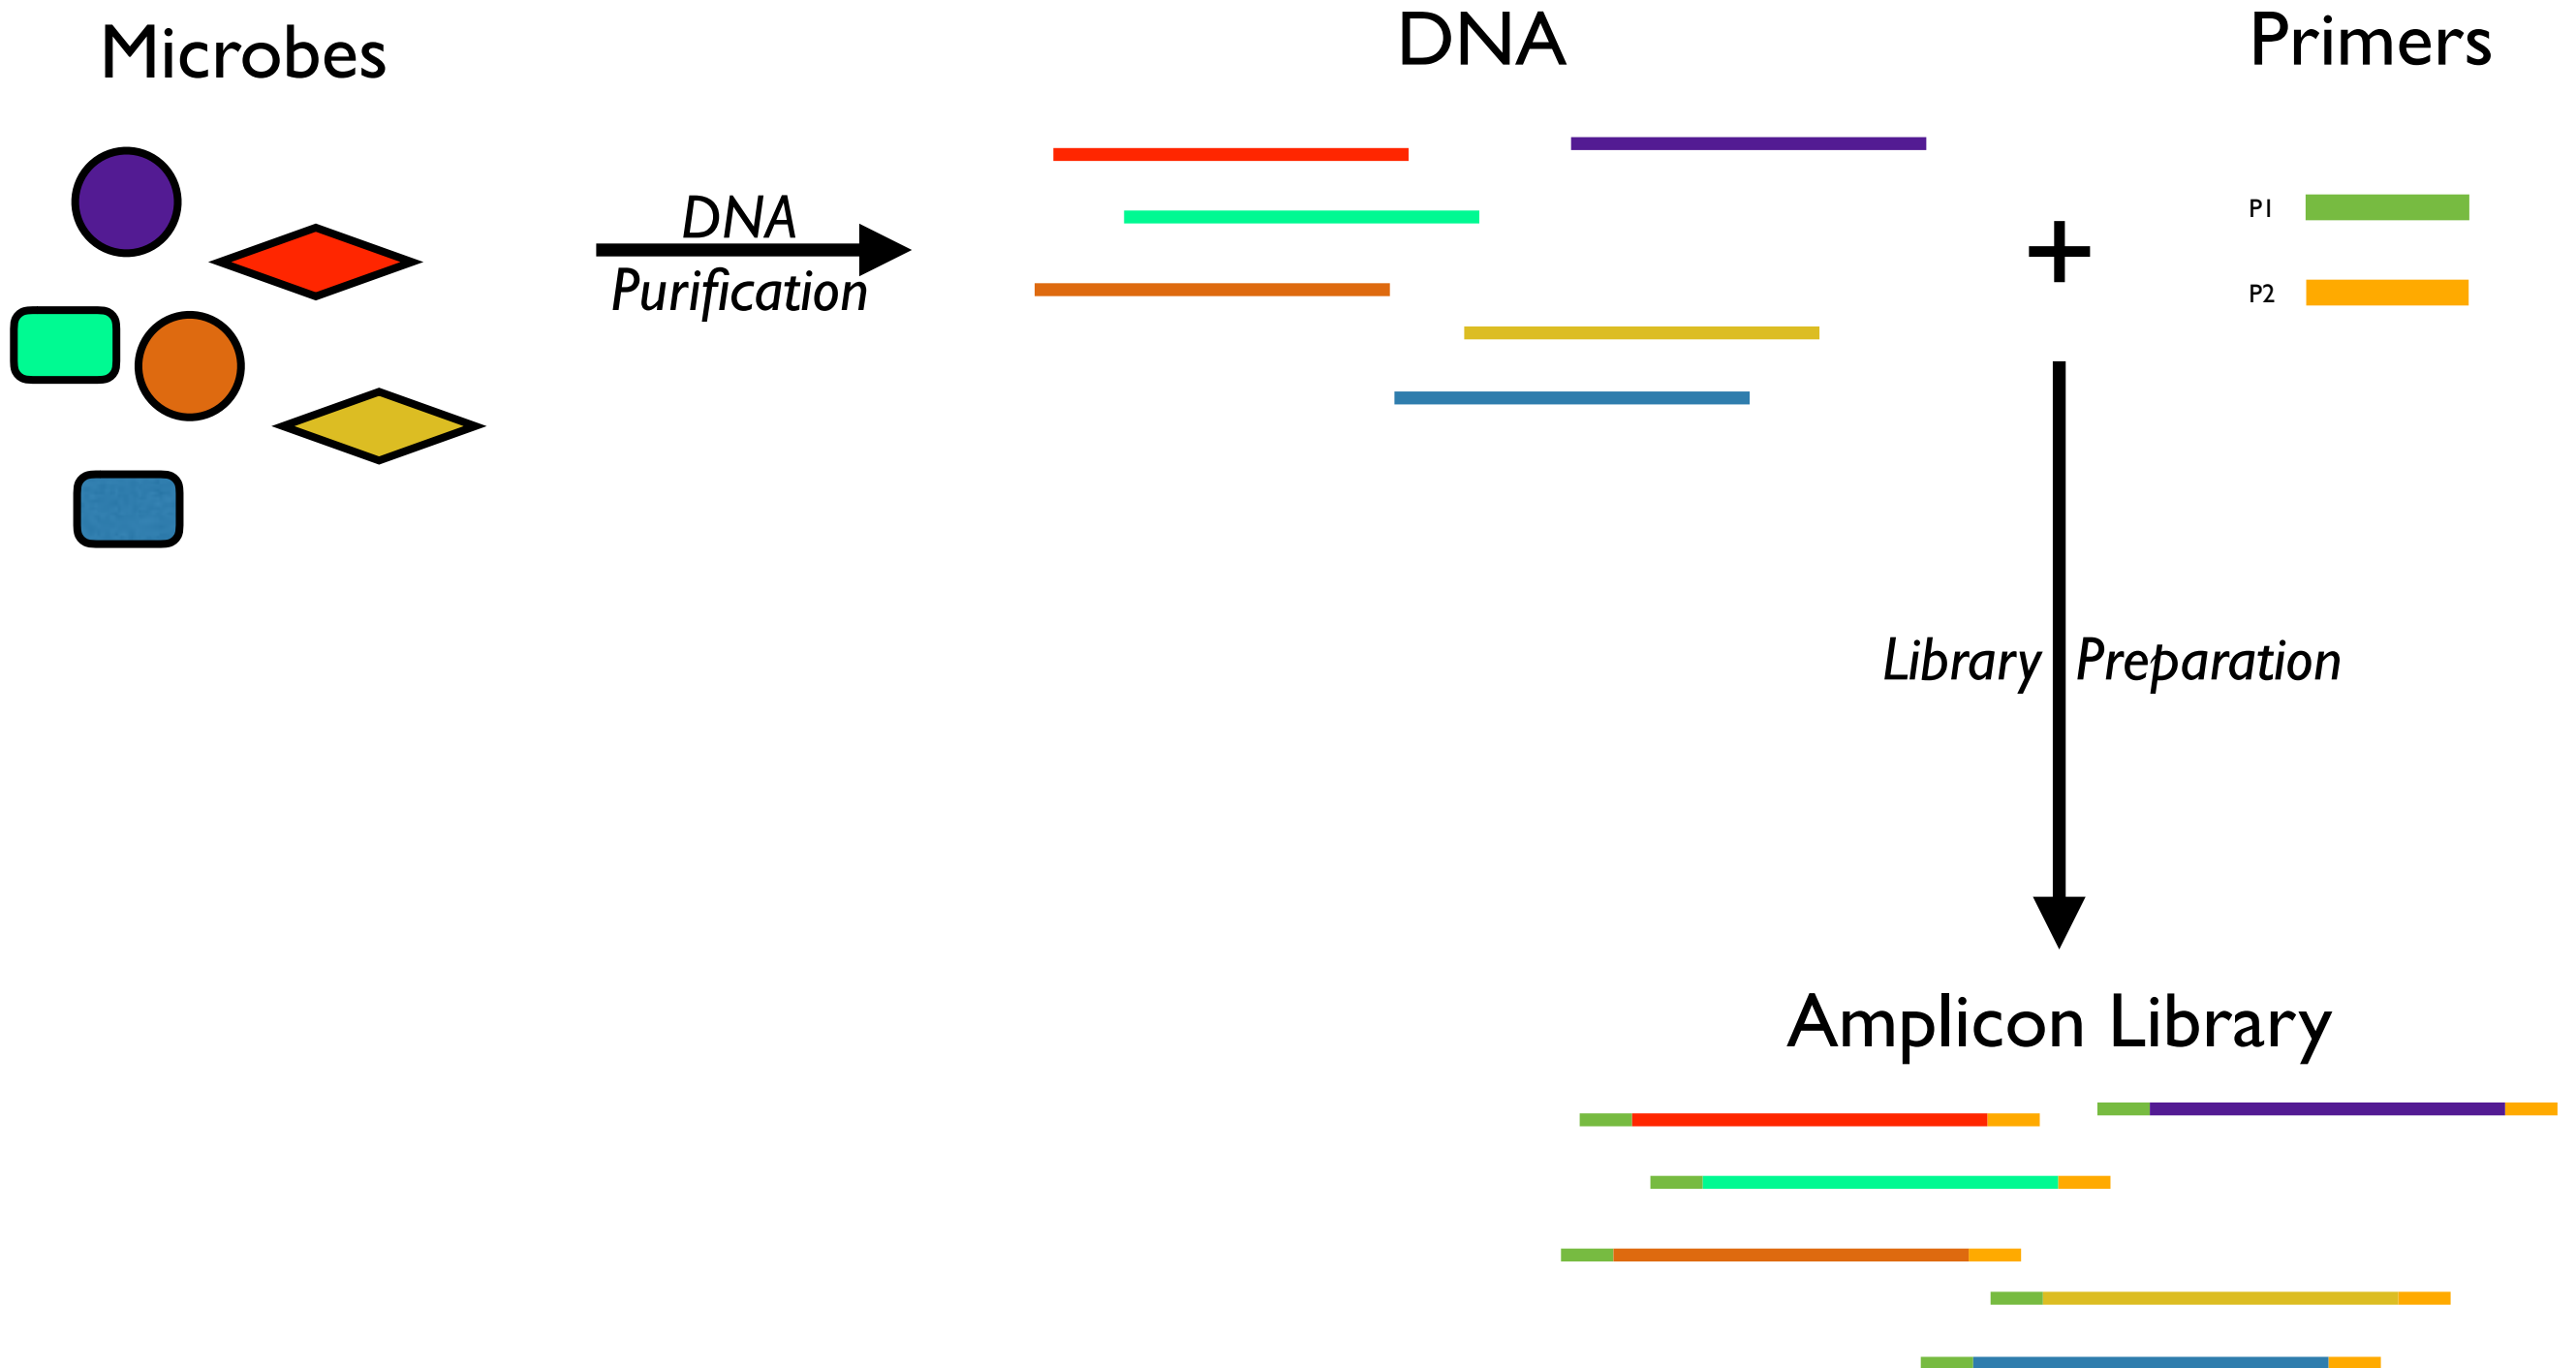 Microbes
DNA
Primers
DNA
Purification
P1
P2
Library Preparation
Amplicon Library